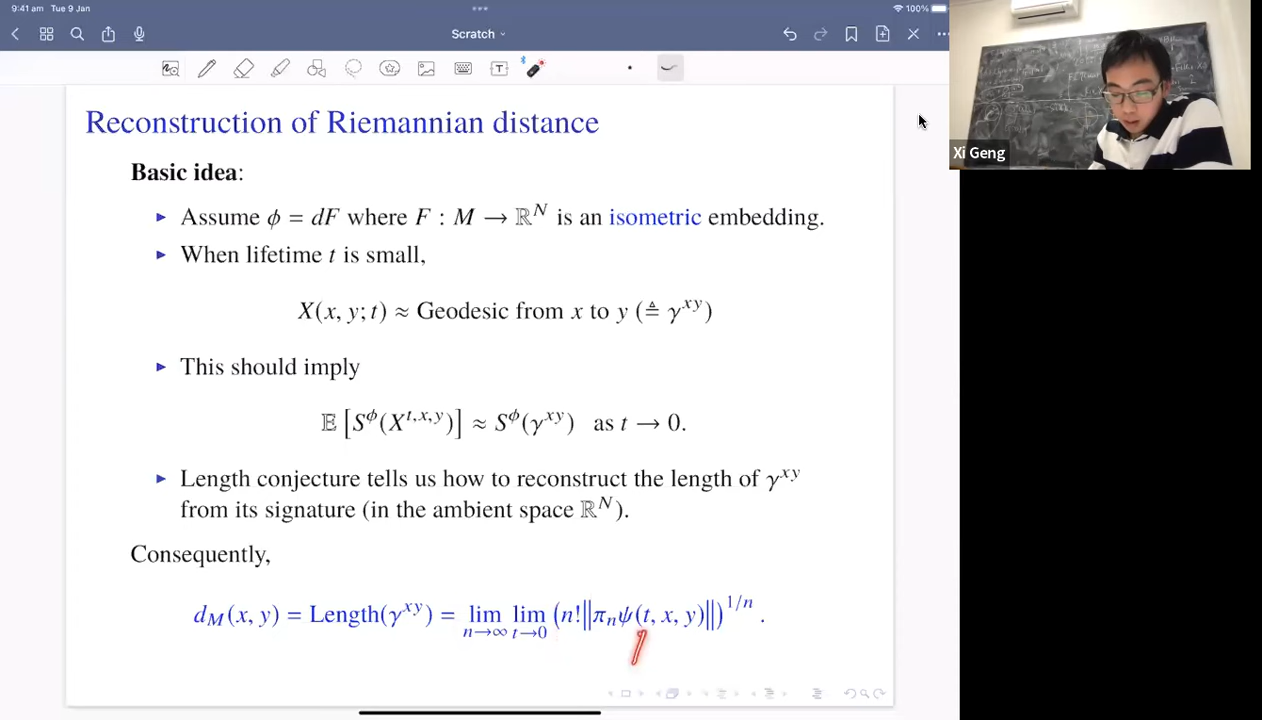 9:41 am Tue 9 Jan
100%
Scratch
Reconstruction of Riemannian distance
Basic idea:
Assume ϕ = dF where F : M → ℝ^N is an isometric embedding.
When lifetime t is small,
X(x, y; t) ≈ Geodesic from x to y (≜ γ^{xy})
This should imply
𝔼 [S^ϕ(X^{t,x,y})] ≈ S^ϕ(γ^{xy}) as t → 0.
Length conjecture tells us how to reconstruct the length of γ^{xy}
from its signature (in the ambient space ℝ^N).
Consequently,
d_M(x, y) = Length(γ^{xy}) = lim_{n→∞} lim_{t→0} (n!‖π_nψ(t, x, y)‖)^{1/n}.
Xi Geng